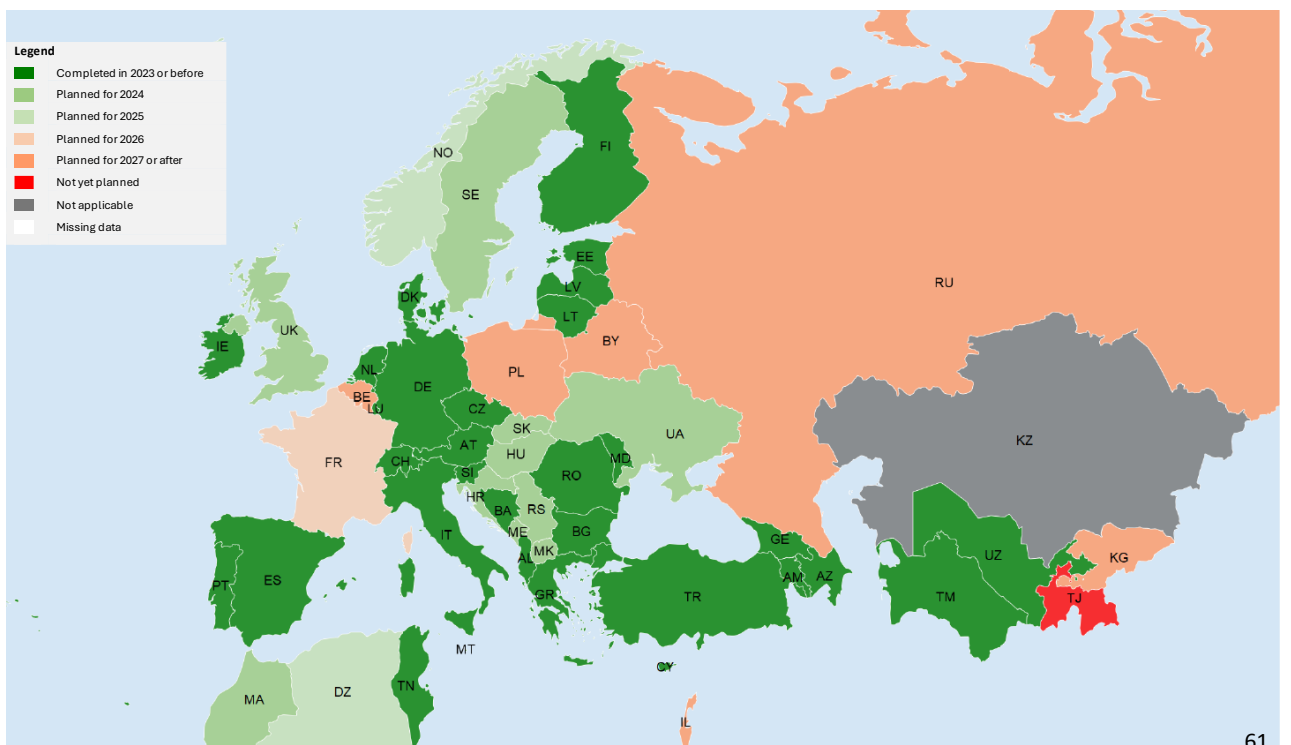 Legend
Completed in 2023 or before
Planned for 2024
Planned for 2025
Planned for 2026
Planned for 2027 or after
Not yet planned
Not applicable
Missing data
NO
FI
SE
EE
RU
LV
DK
LT
UK
BY
IE
NL
PL
DE
BE
LU
CZ
SK
UA
KZ
AT
HU
FR
CH
MD
SI
RO
HR
BA
RS
IT
ME
BG
GE
MK
UZ
KG
AL
AM
AZ
ES
PT
GR
TR
TM
TJ
MT
CY
TN
DZ
MA
IL
61